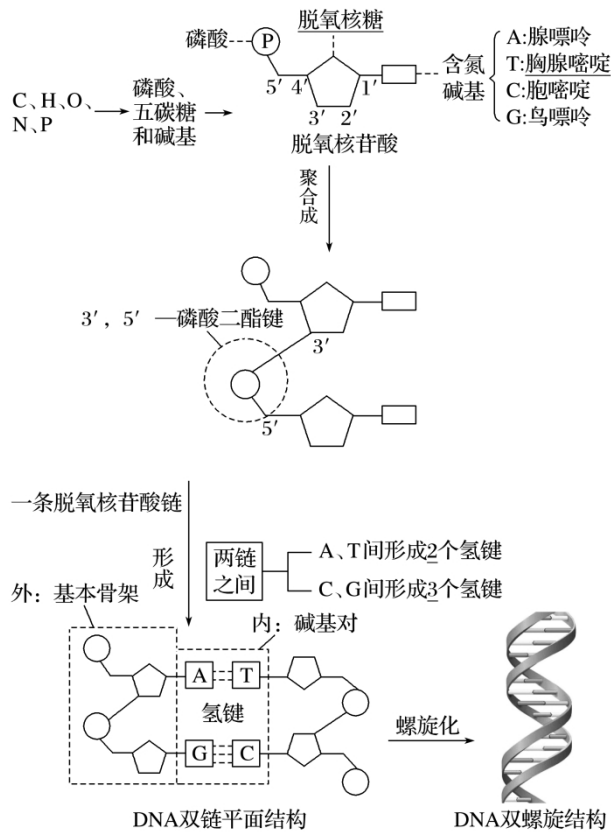 脱氧核糖
磷酸
P
5′ 4′ 1′
3′ 2′
脱氧核苷酸
含氮
碱基
A:腺嘌呤
T:胸腺嘧啶
C:胞嘧啶
G:鸟嘌呤
C、H、O、
N、P
磷酸、
五碳糖
和碱基
聚合成
3′，5′ —磷酸二酯键
3′
5′
一条脱氧核苷酸链
形成
两链
之间
A、T间形成2个氢键
C、G间形成3个氢键
外：基本骨架
内：碱基对
A T
氢键
G C
螺旋化
DNA双链平面结构
DNA双螺旋结构